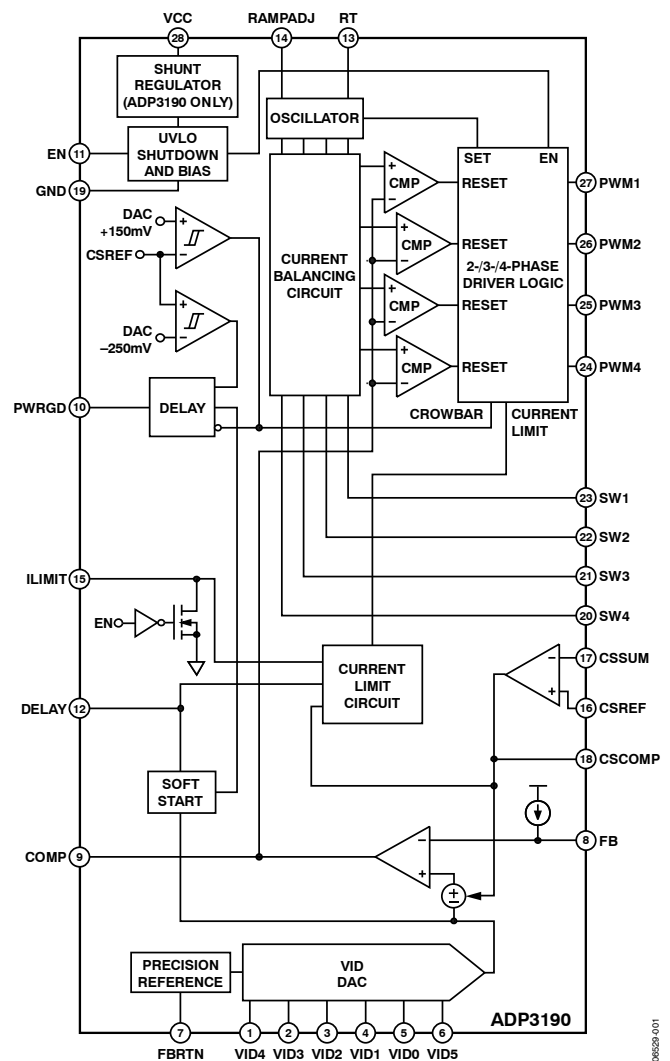 VCC
RAMPADJ
RT
28
14
13
SHUNT
REGULATOR
(ADP3190 ONLY)
OSCILLATOR
UVLO
SHUTDOWN
AND BIAS
EN
11
GND
19
SET
EN
+
CMP
–
RESET
27
PWM1
DAC
+150mV
+
–
CSREF
CURRENT
BALANCING
CIRCUIT
+
CMP
–
RESET
26
PWM2
2-/3-/4-PHASE
DRIVER LOGIC
+
CMP
–
RESET
25
PWM3
+
–
DAC
–250mV
+
CMP
–
RESET
24
PWM4
PWRGD
10
DELAY
CROWBAR
CURRENT
LIMIT
23
SW1
22
SW2
ILIMIT
15
21
SW3
EN
20
SW4
CURRENT
LIMIT
CIRCUIT
–
+
17
CSSUM
16
CSREF
DELAY
12
18
CSCOMP
SOFT
START
COMP
9
–
+
8
FB
+
–
PRECISION
REFERENCE
VID
DAC
ADP3190
7
1
2
3
4
5
6
FBRTN
VID4
VID3
VID2
VID1
VID0
VID5
06529-001